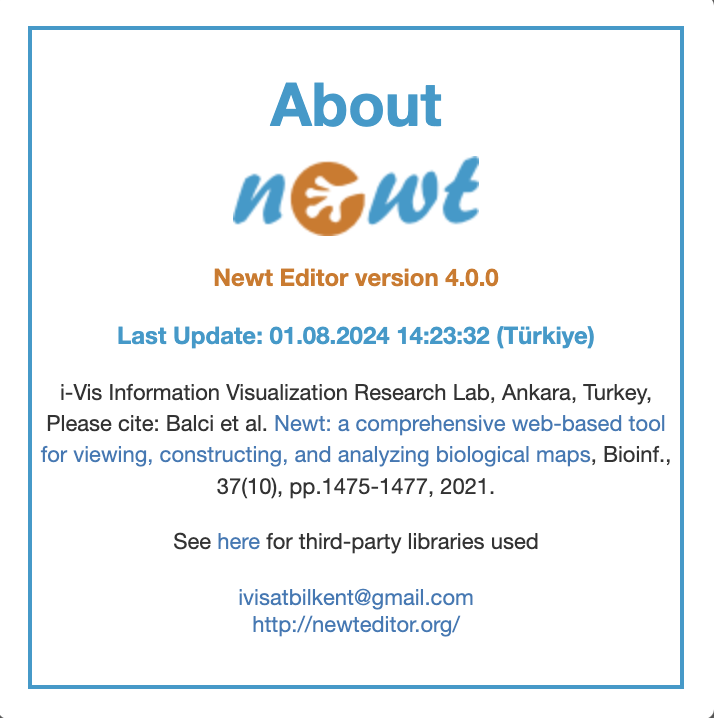 About
newt
Newt Editor version 4.0.0
Last Update: 01.08.2024 14:23:32 (Türkiye)
i-Vis Information Visualization Research Lab, Ankara, Turkey,
Please cite: Balci et al. Newt: a comprehensive web-based tool
for viewing, constructing, and analyzing biological maps, Bioinf.,
37(10), pp.1475-1477, 2021.
See here for third-party libraries used
ivisatbilkent@gmail.com
http://newteditor.org/